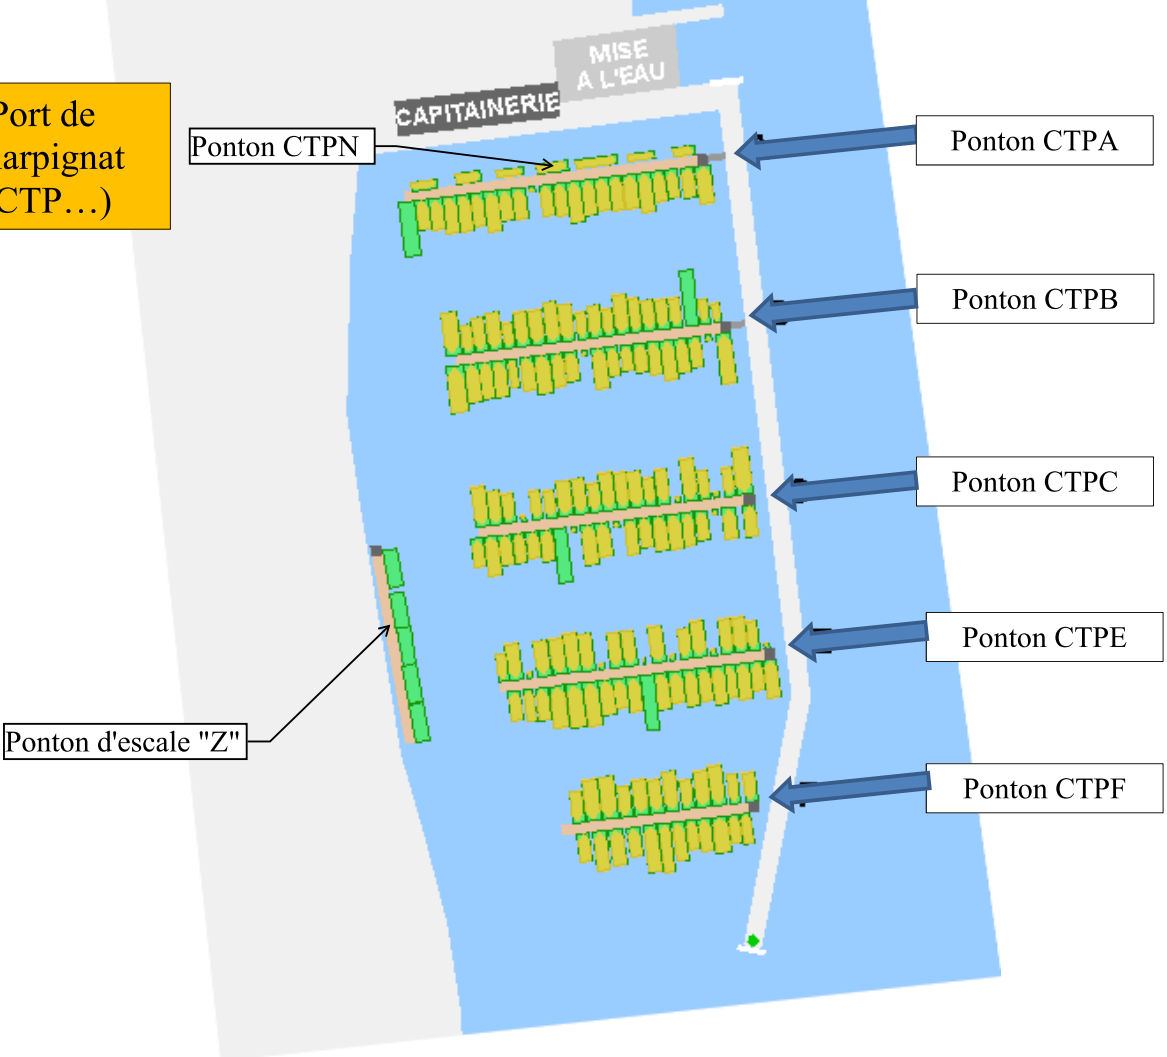 MISE
A L'EAU
CAPITAINERIE
Port de
arpignat
CTP…)
Ponton CTPN
Ponton CTPA
Ponton CTPB
Ponton CTPC
Ponton CTPE
Ponton d'escale "Z"
Ponton CTPF